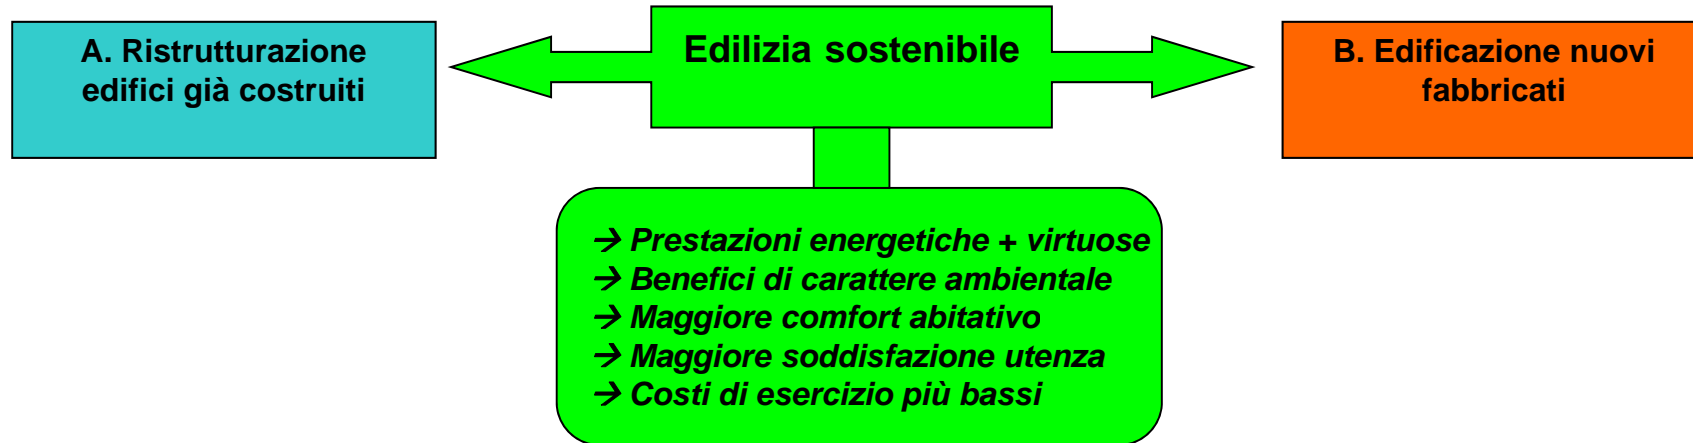 A. Ristrutturazione
edifici già costruiti
Edilizia sostenibile
B. Edificazione nuovi
fabbricati
→ Prestazioni energetiche + virtuose
→ Benefici di carattere ambientale
→ Maggiore comfort abitativo
→ Maggiore soddisfazione utenza
→ Costi di esercizio più bassi